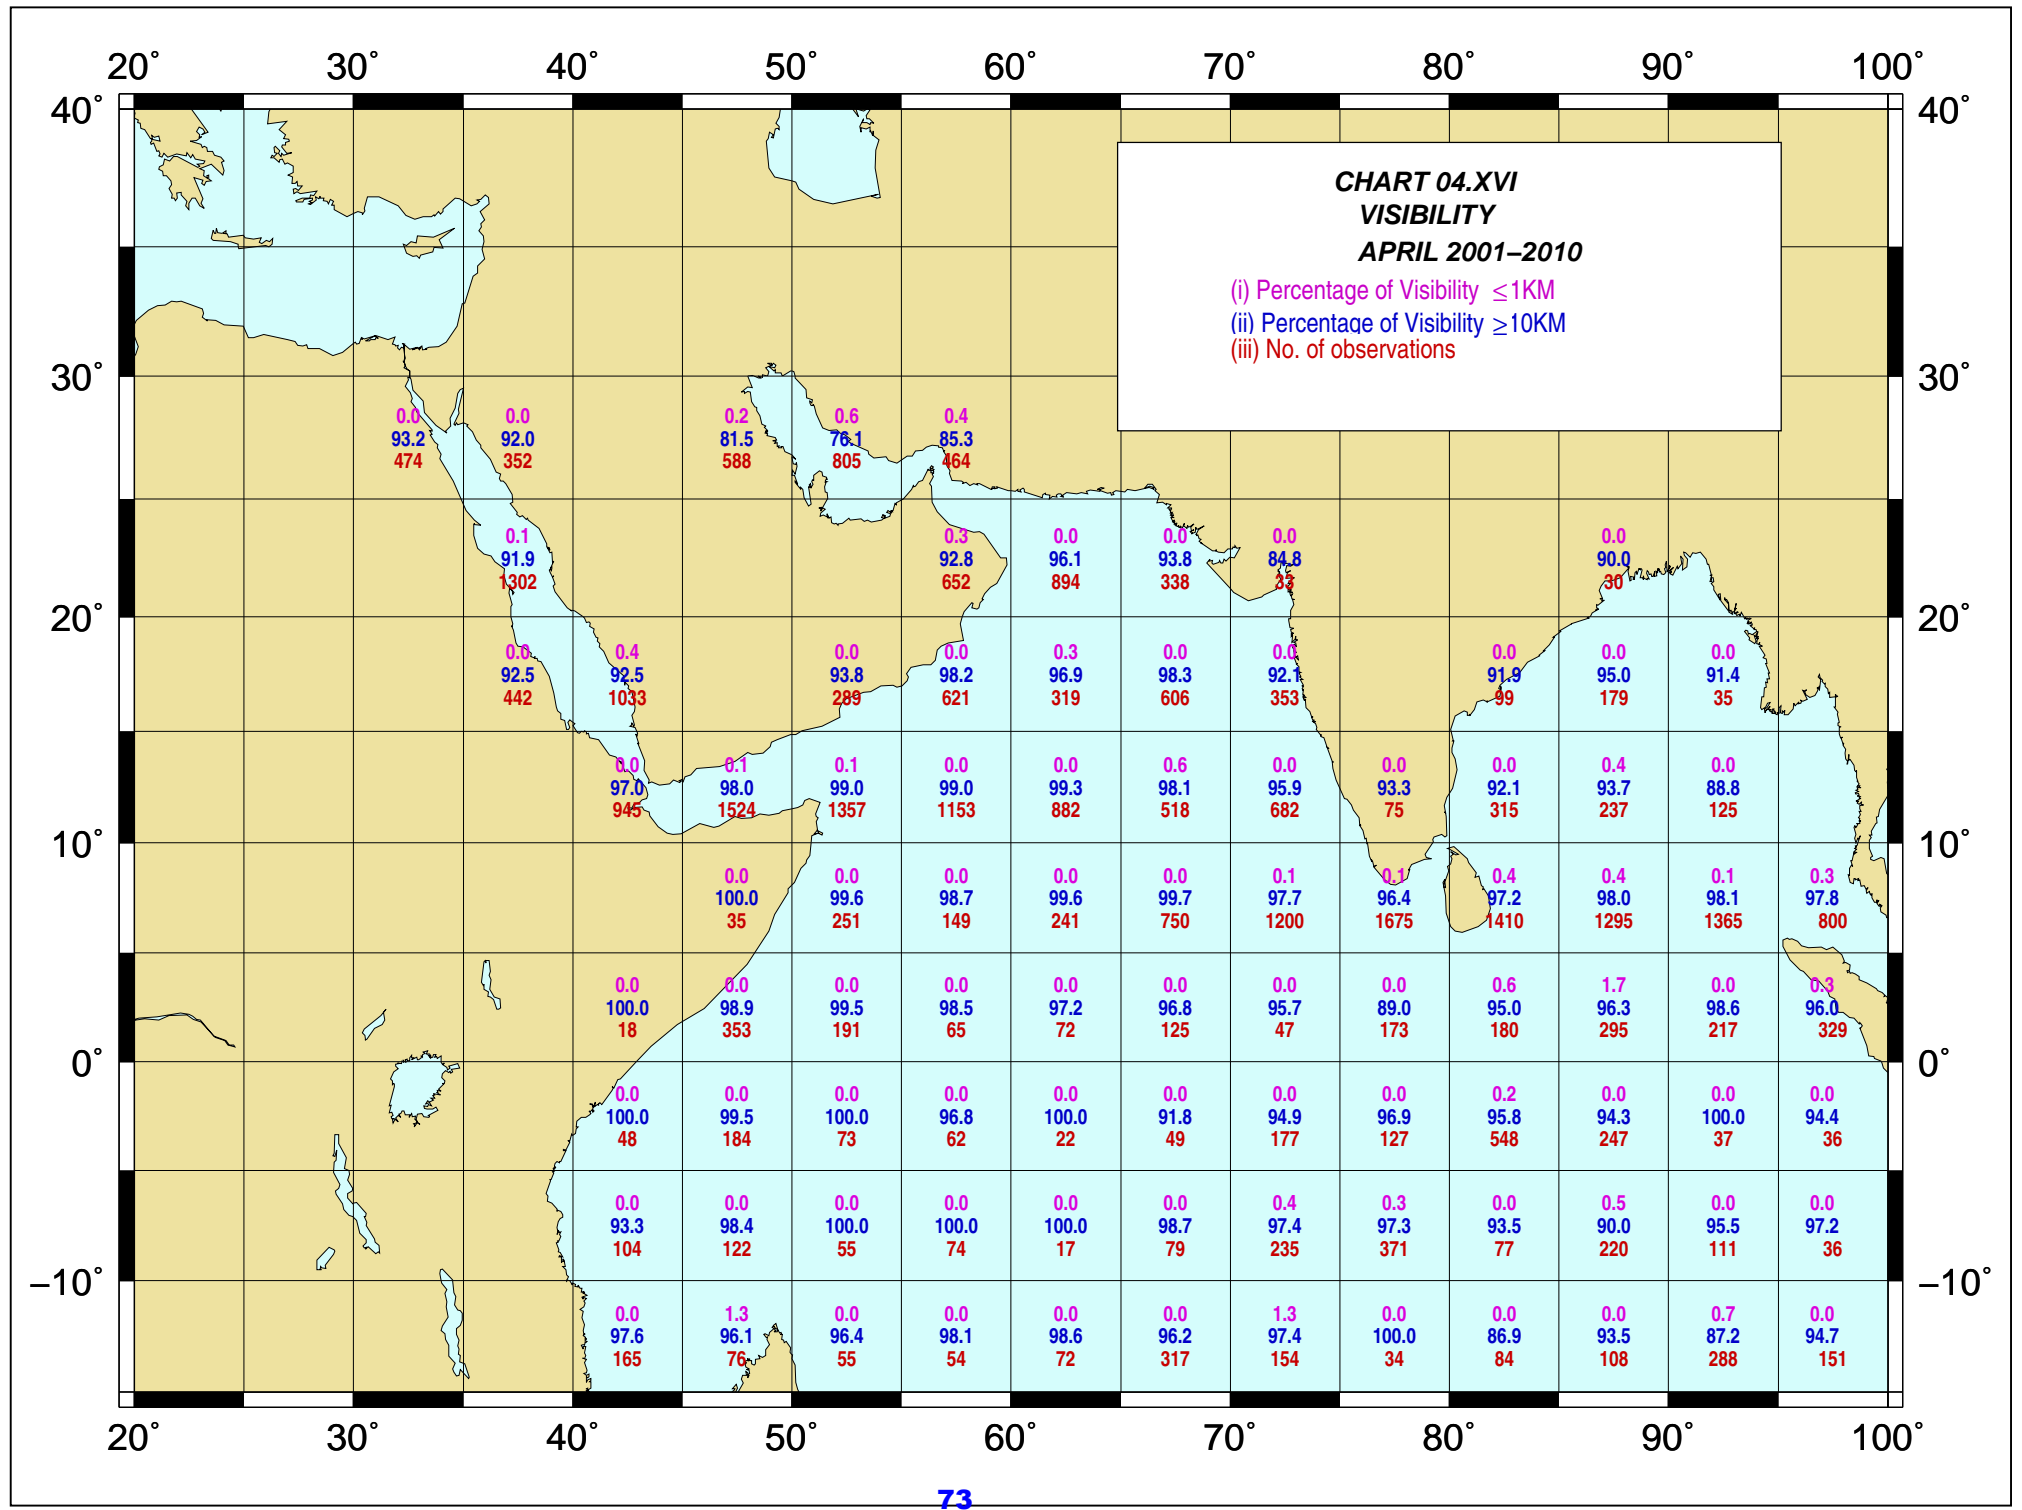 20° 30° 40° 50° 60° 70° 80° 90° 100°
40° 40°
CHART 04.XVI
VISIBILITY
APRIL 2001–2010
(i) Percentage of Visibility ≤1KM
(ii) Percentage of Visibility ≥10KM
(iii) No. of observations
30° 30°
0.0 0.0 0.2 0.6 0.4
93.2 92.0 81.5 76.1 85.3
474 352 588 805 464
0.1 0.3 0.0 0.0 0.0 0.0
91.9 92.8 96.1 93.8 84.8 90.0
1302 652 894 338 33 30
20° 20°
0.0 0.4 0.0 0.0 0.3 0.0 0.0 0.0 0.0 0.0
92.5 92.5 93.8 98.2 96.9 98.3 92.1 91.9 95.0 91.4
442 1033 289 621 319 606 353 99 179 35
0.0 0.1 0.1 0.0 0.0 0.6 0.0 0.0 0.0 0.4 0.0
97.0 98.0 99.0 99.0 99.3 98.1 95.9 93.3 92.1 93.7 88.8
945 1524 1357 1153 882 518 682 75 315 237 125
10° 10°
0.0 0.0 0.0 0.0 0.0 0.1 0.1 0.4 0.4 0.1 0.3
100.0 99.6 98.7 99.6 99.7 97.7 96.4 97.2 98.0 98.1 97.8
35 251 149 241 750 1200 1675 1410 1295 1365 800
0.0 0.0 0.0 0.0 0.0 0.0 0.0 0.0 0.6 1.7 0.0 0.3
100.0 98.9 99.5 98.5 97.2 96.8 95.7 89.0 95.0 96.3 98.6 96.0
18 353 191 65 72 125 47 173 180 295 217 329
0° 0°
0.0 0.0 0.0 0.0 0.0 0.0 0.0 0.0 0.2 0.0 0.0 0.0
100.0 99.5 100.0 96.8 100.0 91.8 94.9 96.9 95.8 94.3 100.0 94.4
48 184 73 62 22 49 177 127 548 247 37 36
0.0 0.0 0.0 0.0 0.0 0.0 0.4 0.3 0.0 0.5 0.0 0.0
93.3 98.4 100.0 100.0 100.0 98.7 97.4 97.3 93.5 90.0 95.5 97.2
104 122 55 74 17 79 235 371 77 220 111 36
–10° –10°
0.0 1.3 0.0 0.0 0.0 0.0 1.3 0.0 0.0 0.0 0.7 0.0
97.6 96.1 96.4 98.1 98.6 96.2 97.4 100.0 86.9 93.5 87.2 94.7
165 76 55 54 72 317 154 34 84 108 288 151
20° 30° 40° 50° 60° 70° 80° 90° 100°
73